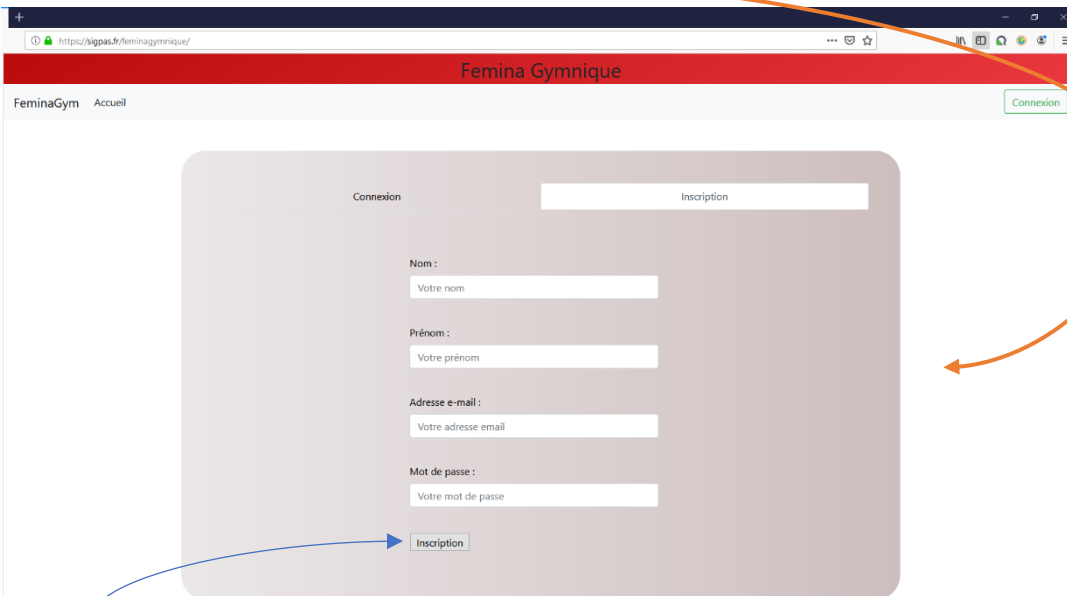 https://sigpas.fr/feminagymnique/
Femina Gymnique
FeminaGym Accueil Connexion
Connexion Inscription
Nom :
Votre nom
Prénom :
Votre prénom
Adresse e-mail :
Votre adresse email
Mot de passe :
Votre mot de passe
Inscription